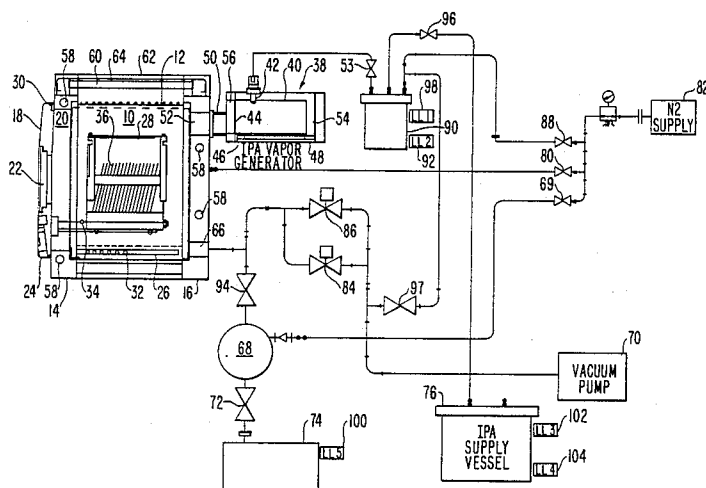 58 60 64 62 12 50 56 42 40 38 53 96
30 18 20 36 10 28 52 44 54 98 82
22 46 IPA VAPOR GENERATOR 48 90 LL2 92 88 N2 SUPPLY
58 80
58 69
66 86
24 58 34 32 26 16 94 84 97
14
68 70
VACUUM PUMP
72 76
74 100 LL5 IPA SUPPLY VESSEL LL3 102
LL4 104